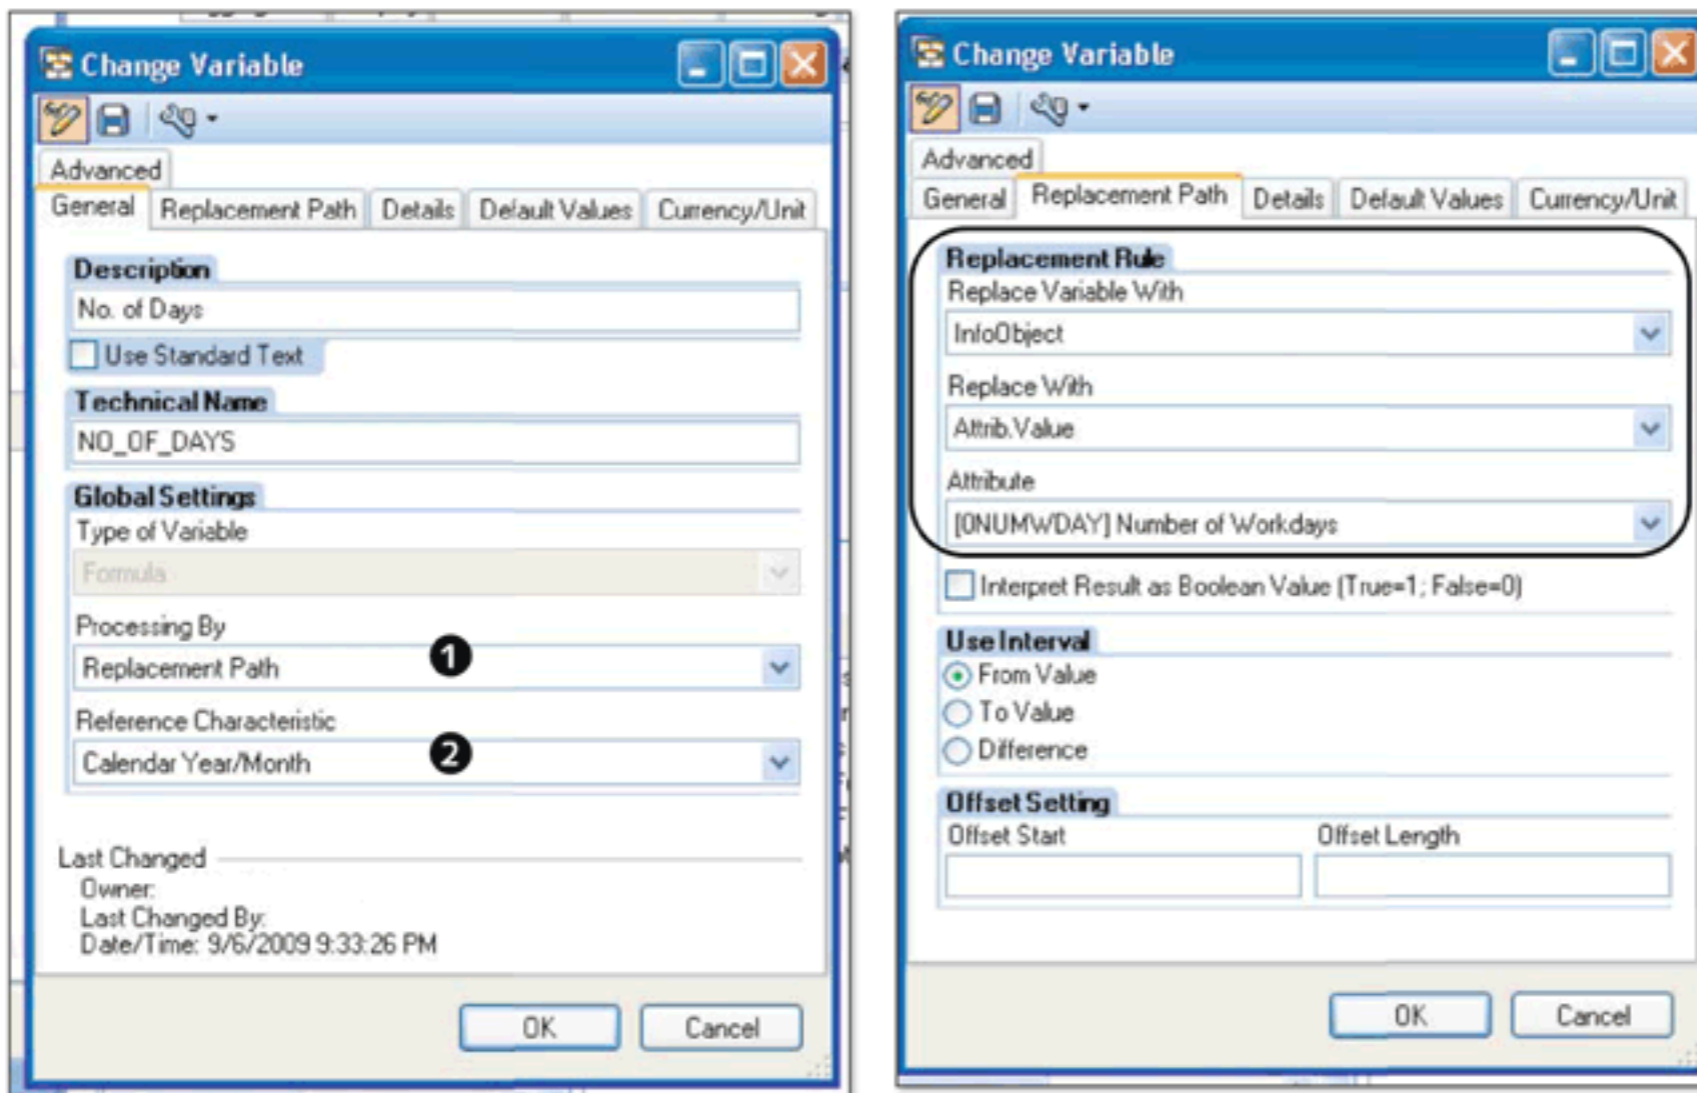 Change Variable
Advanced
General Replacement Path Details Default Values Currency/Unit
Description
No. of Days
Use Standard Text
Technical Name
NO_OF_DAYS
Global Settings
Type of Variable
Formula
Processing By
Replacement Path 1
Reference Characteristic
Calendar Year/Month 2
Last Changed
Owner:
Last Changed By:
Date/Time: 9/6/2009 9:33:26 PM
OK Cancel
Change Variable
Advanced
General Replacement Path Details Default Values Currency/Unit
Replacement Rule
Replace Variable With
InfoObject
Replace With
Attrib.Value
Attribute
[0NUMWDAY] Number of Workdays
Interpret Result as Boolean Value (True=1; False=0)
Use Interval
From Value
To Value
Difference
Offset Setting
Offset Start Offset Length
OK Cancel